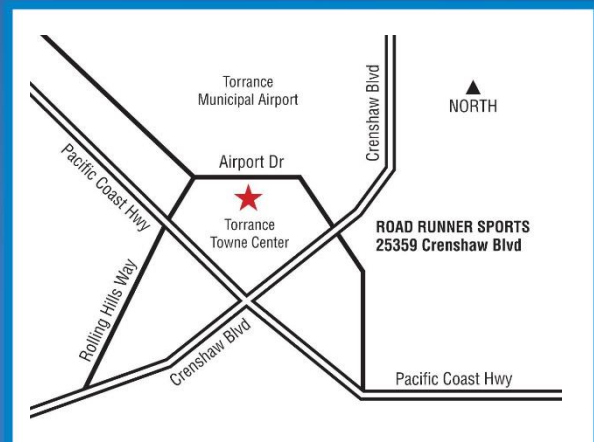 Torrance
Municipal Airport
Crenshaw Blvd
NORTH
Airport Dr
Pacific Coast Hwy
Torrance
Towne Center
ROAD RUNNER SPORTS
25359 Crenshaw Blvd
Rolling Hills Way
Crenshaw Blvd
Pacific Coast Hwy